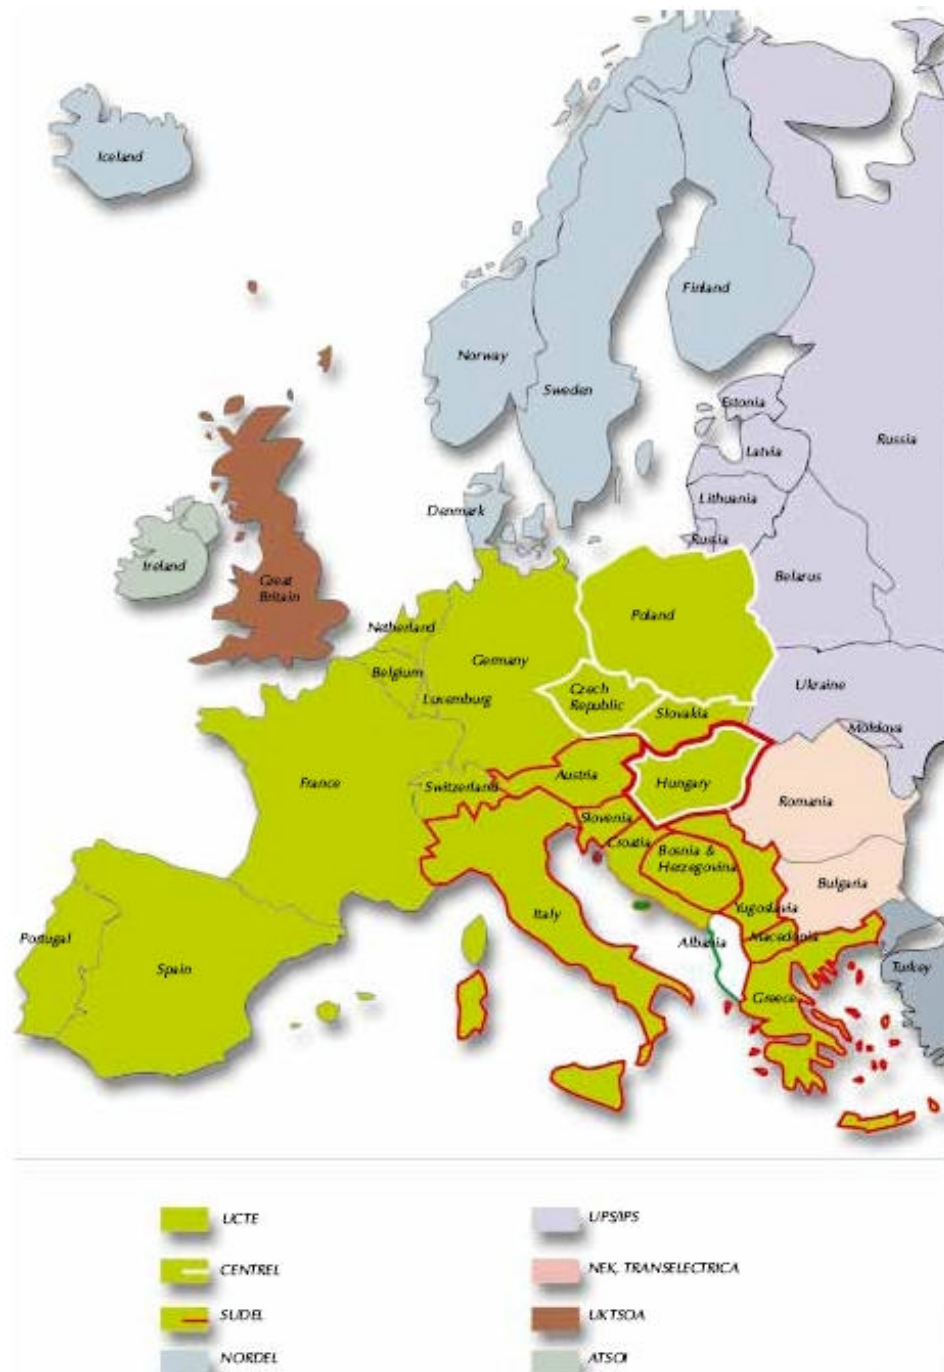 Iceland
Finland
Norway
Sweden
Estonia
Russia
Latvia
Lithuania
Denmark
Russia
Ireland
Belarus
Great
Britain
Poland
Netherland
Germany
Belgium
Czech
Republic
Ukraine
Luxemburg
Slovakia
Moldova
Austria
France
Switzerland
Hungary
Romania
Slovenia
Croatia
Bosnia &
Herzegovina
Bulgaria
Yugoslavia
Italy
Portugal
Macedonia
Albania
Spain
Turkey
Greece
UCTE
UPS/IPS
CENTREL
NEK, TRANSELECTRICA
SUDEL
UKTSOA
NORDEL
ATSOI